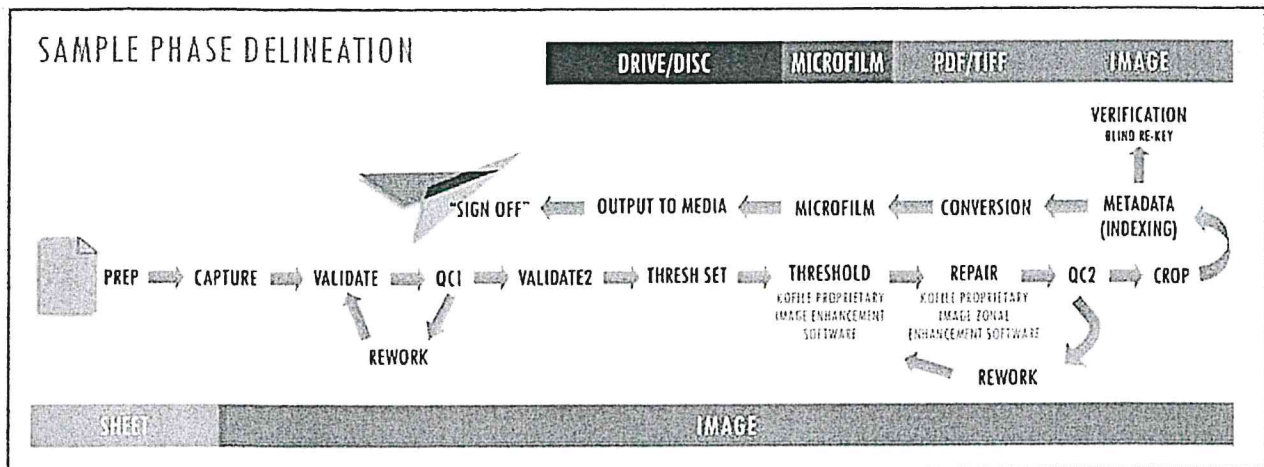 SAMPLE PHASE DELINEATION
DRIVE/DISC MICROFILM PDF/TIFF IMAGE
VERIFICATION
BLIND RE-KEY
"SIGN OFF" OUTPUT TO MEDIA MICROFILM CONVERSION METADATA
(INDEXING)
PREP CAPTURE VALIDATE QC1 VALIDATE2 THRESH SET THRESHOLD REPAIR QC2 CROP
KOFILE PROPRIETARY
IMAGE ENHANCEMENT
SOFTWARE
KOFILE PROPRIETARY
IMAGE ZONAL
ENHANCEMENT SOFTWARE
REWORK
REWORK
SHEET IMAGE